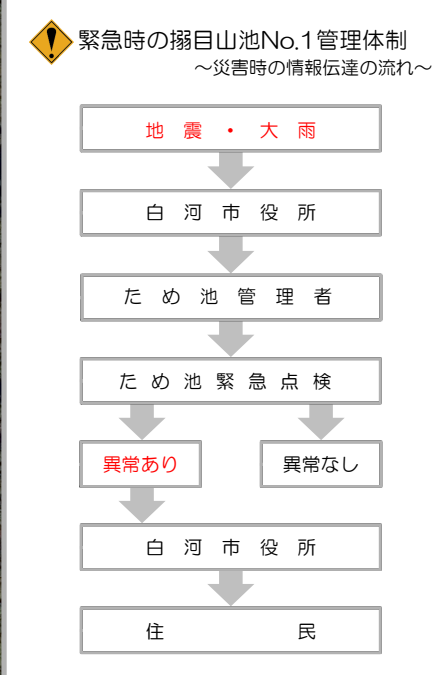 緊急時の搦目山池No.1管理体制
～災害時の情報伝達の流れ～
地震・大雨
白河市役所
ため池管理者
ため池緊急点検
異常あり 異常なし
白河市役所
住民